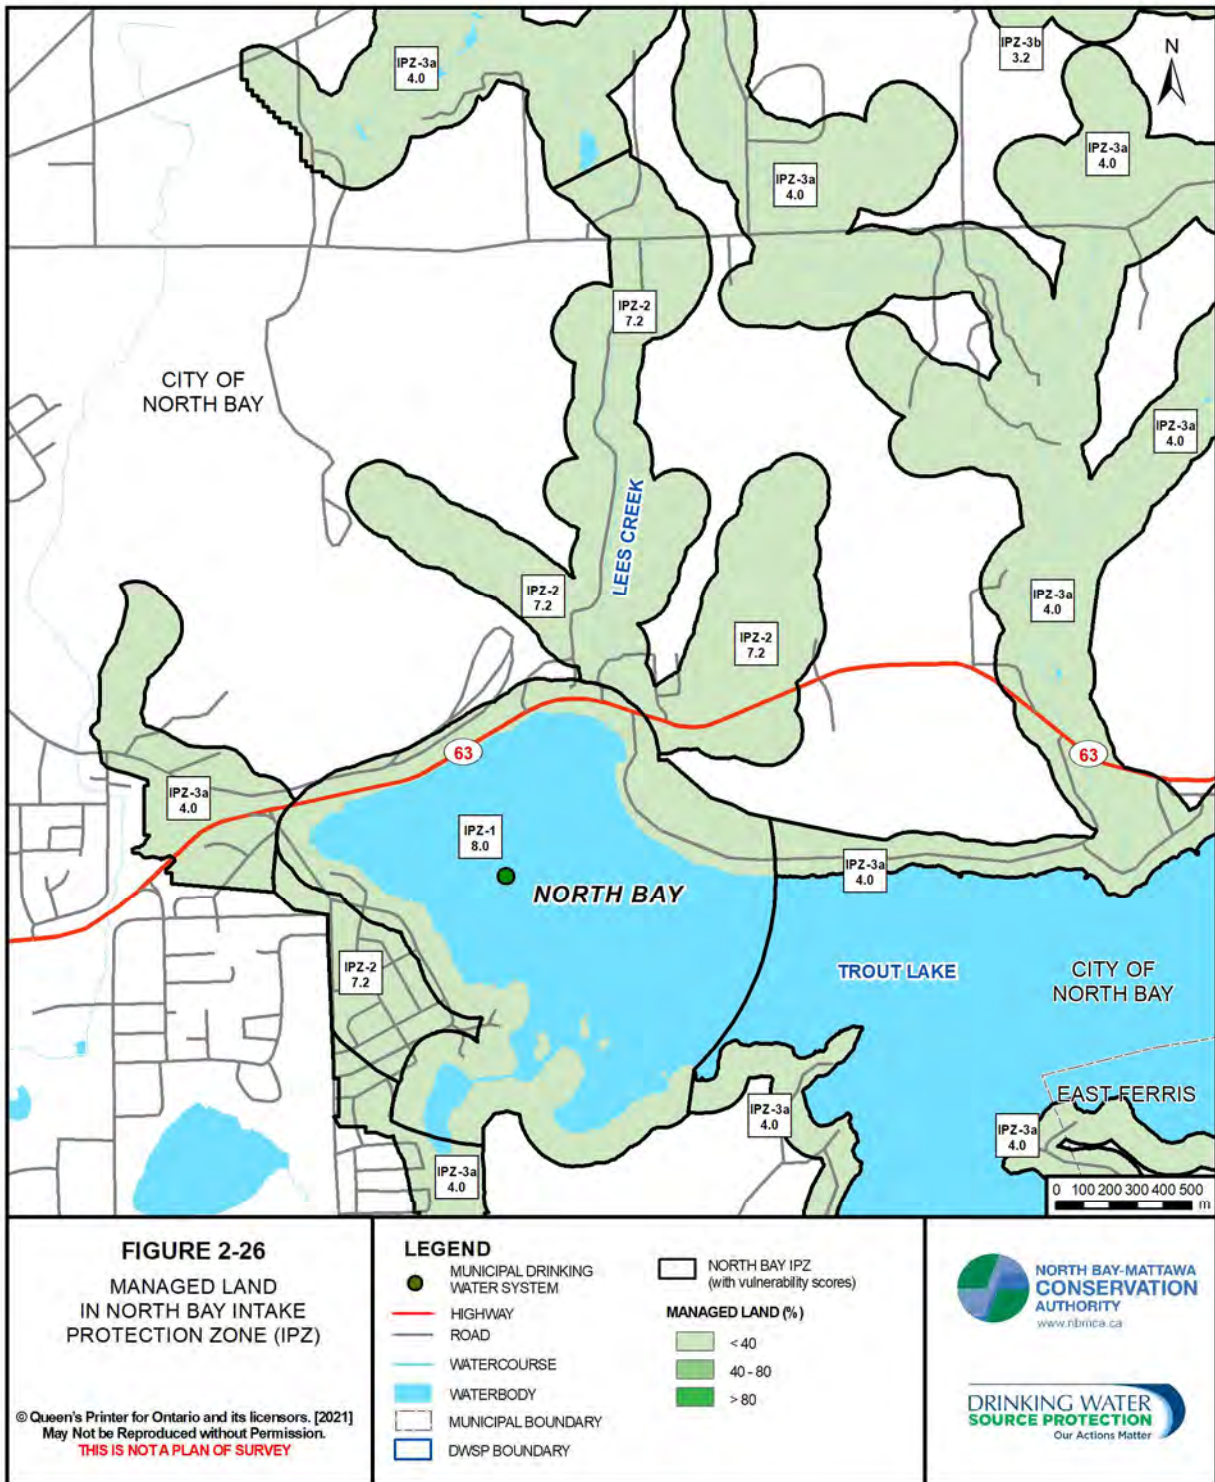 IPZ-3a
4.0
IPZ-3b
3.2
N
IPZ-3a
4.0
IPZ-3a
4.0
IPZ-2
7.2
CITY OF
NORTH BAY
IPZ-3a
4.0
LEES CREEK
IPZ-2
7.2
IPZ-3a
4.0
IPZ-2
7.2
63
63
IPZ-3a
4.0
IPZ-1
8.0
IPZ-3a
4.0
NORTH BAY
IPZ-2
7.2
TROUT LAKE
CITY OF
NORTH BAY
EAST FERRIS
IPZ-3a
4.0
IPZ-3a
4.0
IPZ-3a
4.0
0 100 200 300 400 500
m
FIGURE 2-26
MANAGED LAND
IN NORTH BAY INTAKE
PROTECTION ZONE (IPZ)
© Queen's Printer for Ontario and its licensors. [2021]
May Not be Reproduced without Permission.
THIS IS NOT A PLAN OF SURVEY
LEGEND
MUNICIPAL DRINKING
WATER SYSTEM
HIGHWAY
ROAD
WATERCOURSE
WATERBODY
MUNICIPAL BOUNDARY
DWSP BOUNDARY
NORTH BAY IPZ
(with vulnerability scores)
MANAGED LAND (%)
< 40
40 - 80
> 80
NORTH BAY-MATTAWA
CONSERVATION
AUTHORITY
www.nbmca.ca
DRINKING WATER
SOURCE PROTECTION
Our Actions Matter